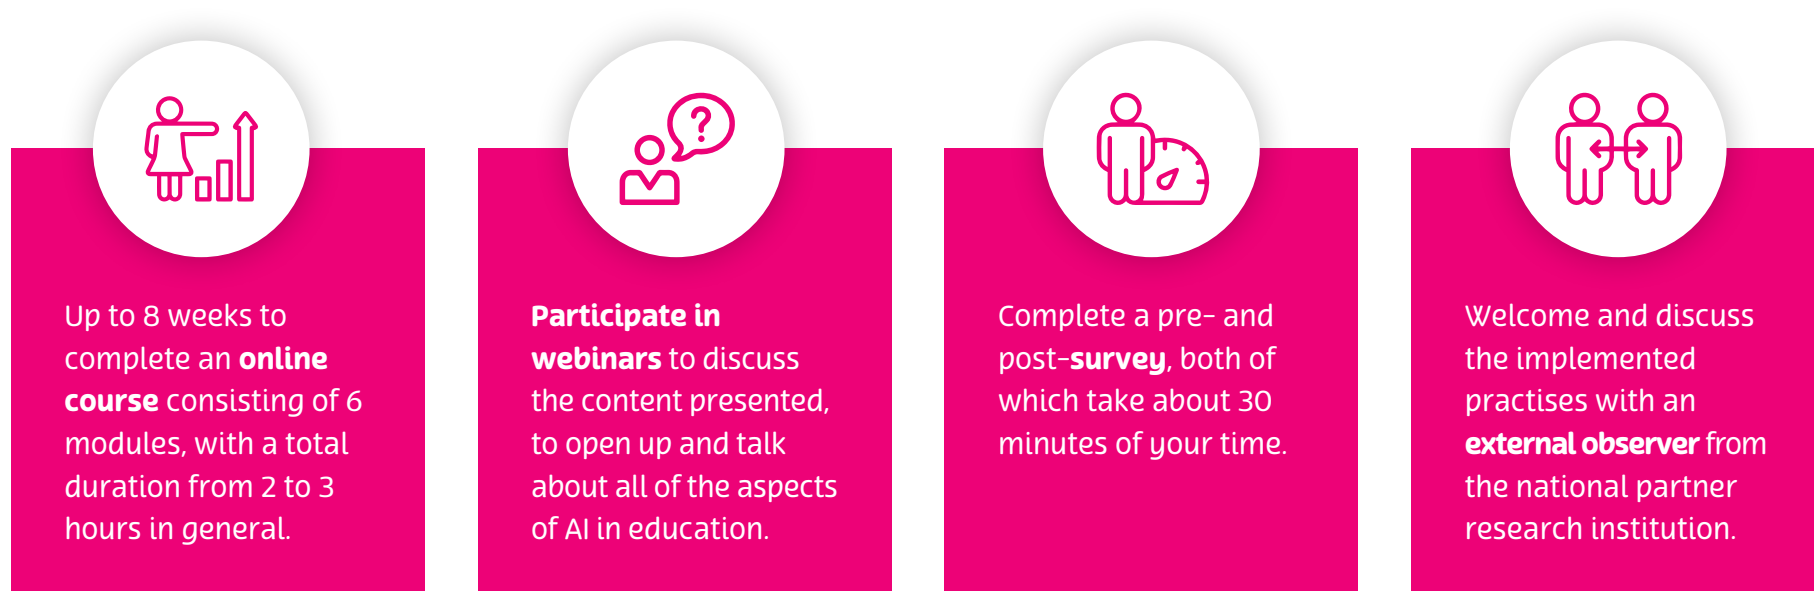 Up to 8 weeks to
complete an online
course consisting of 6
modules, with a total
duration from 2 to 3
hours in general.
Participate in
webinars to discuss
the content presented,
to open up and talk
about all of the aspects
of AI in education.
Complete a pre- and
post-survey, both of
which take about 30
minutes of your time.
Welcome and discuss
the implemented
practises with an
external observer from
the national partner
research institution.